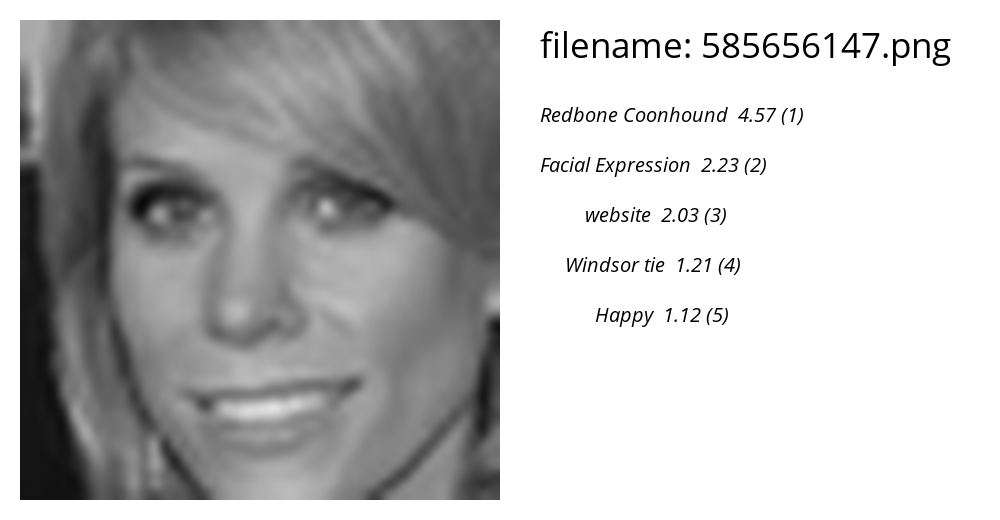 filename: 585656147.png
Redbone Coonhound 4.57 (1)
Facial Expression 2.23 (2)
website 2.03 (3)
Windsor tie 1.21 (4)
Happy 1.12 (5)